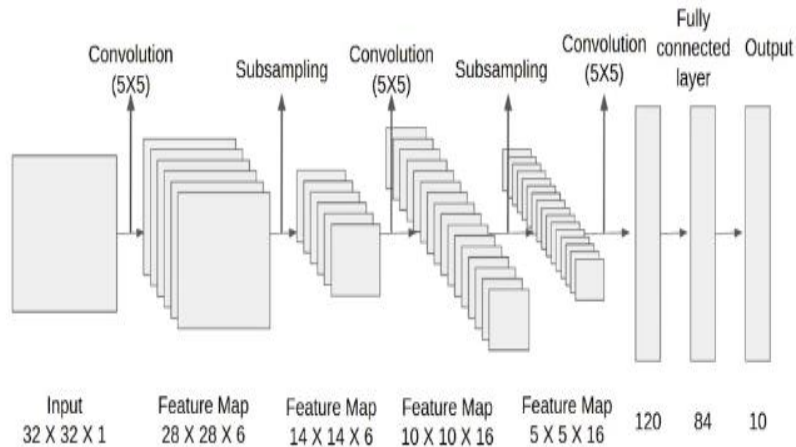 Convolution
(5X5)
Subsampling
Convolution
(5X5)
Subsampling
Convolution
(5X5)
Fully
connected
layer
Output
Input
32 X 32 X 1
Feature Map
28 X 28 X 6
Feature Map
14 X 14 X 6
Feature Map
10 X 10 X 16
Feature Map
5 X 5 X 16
120
84
10